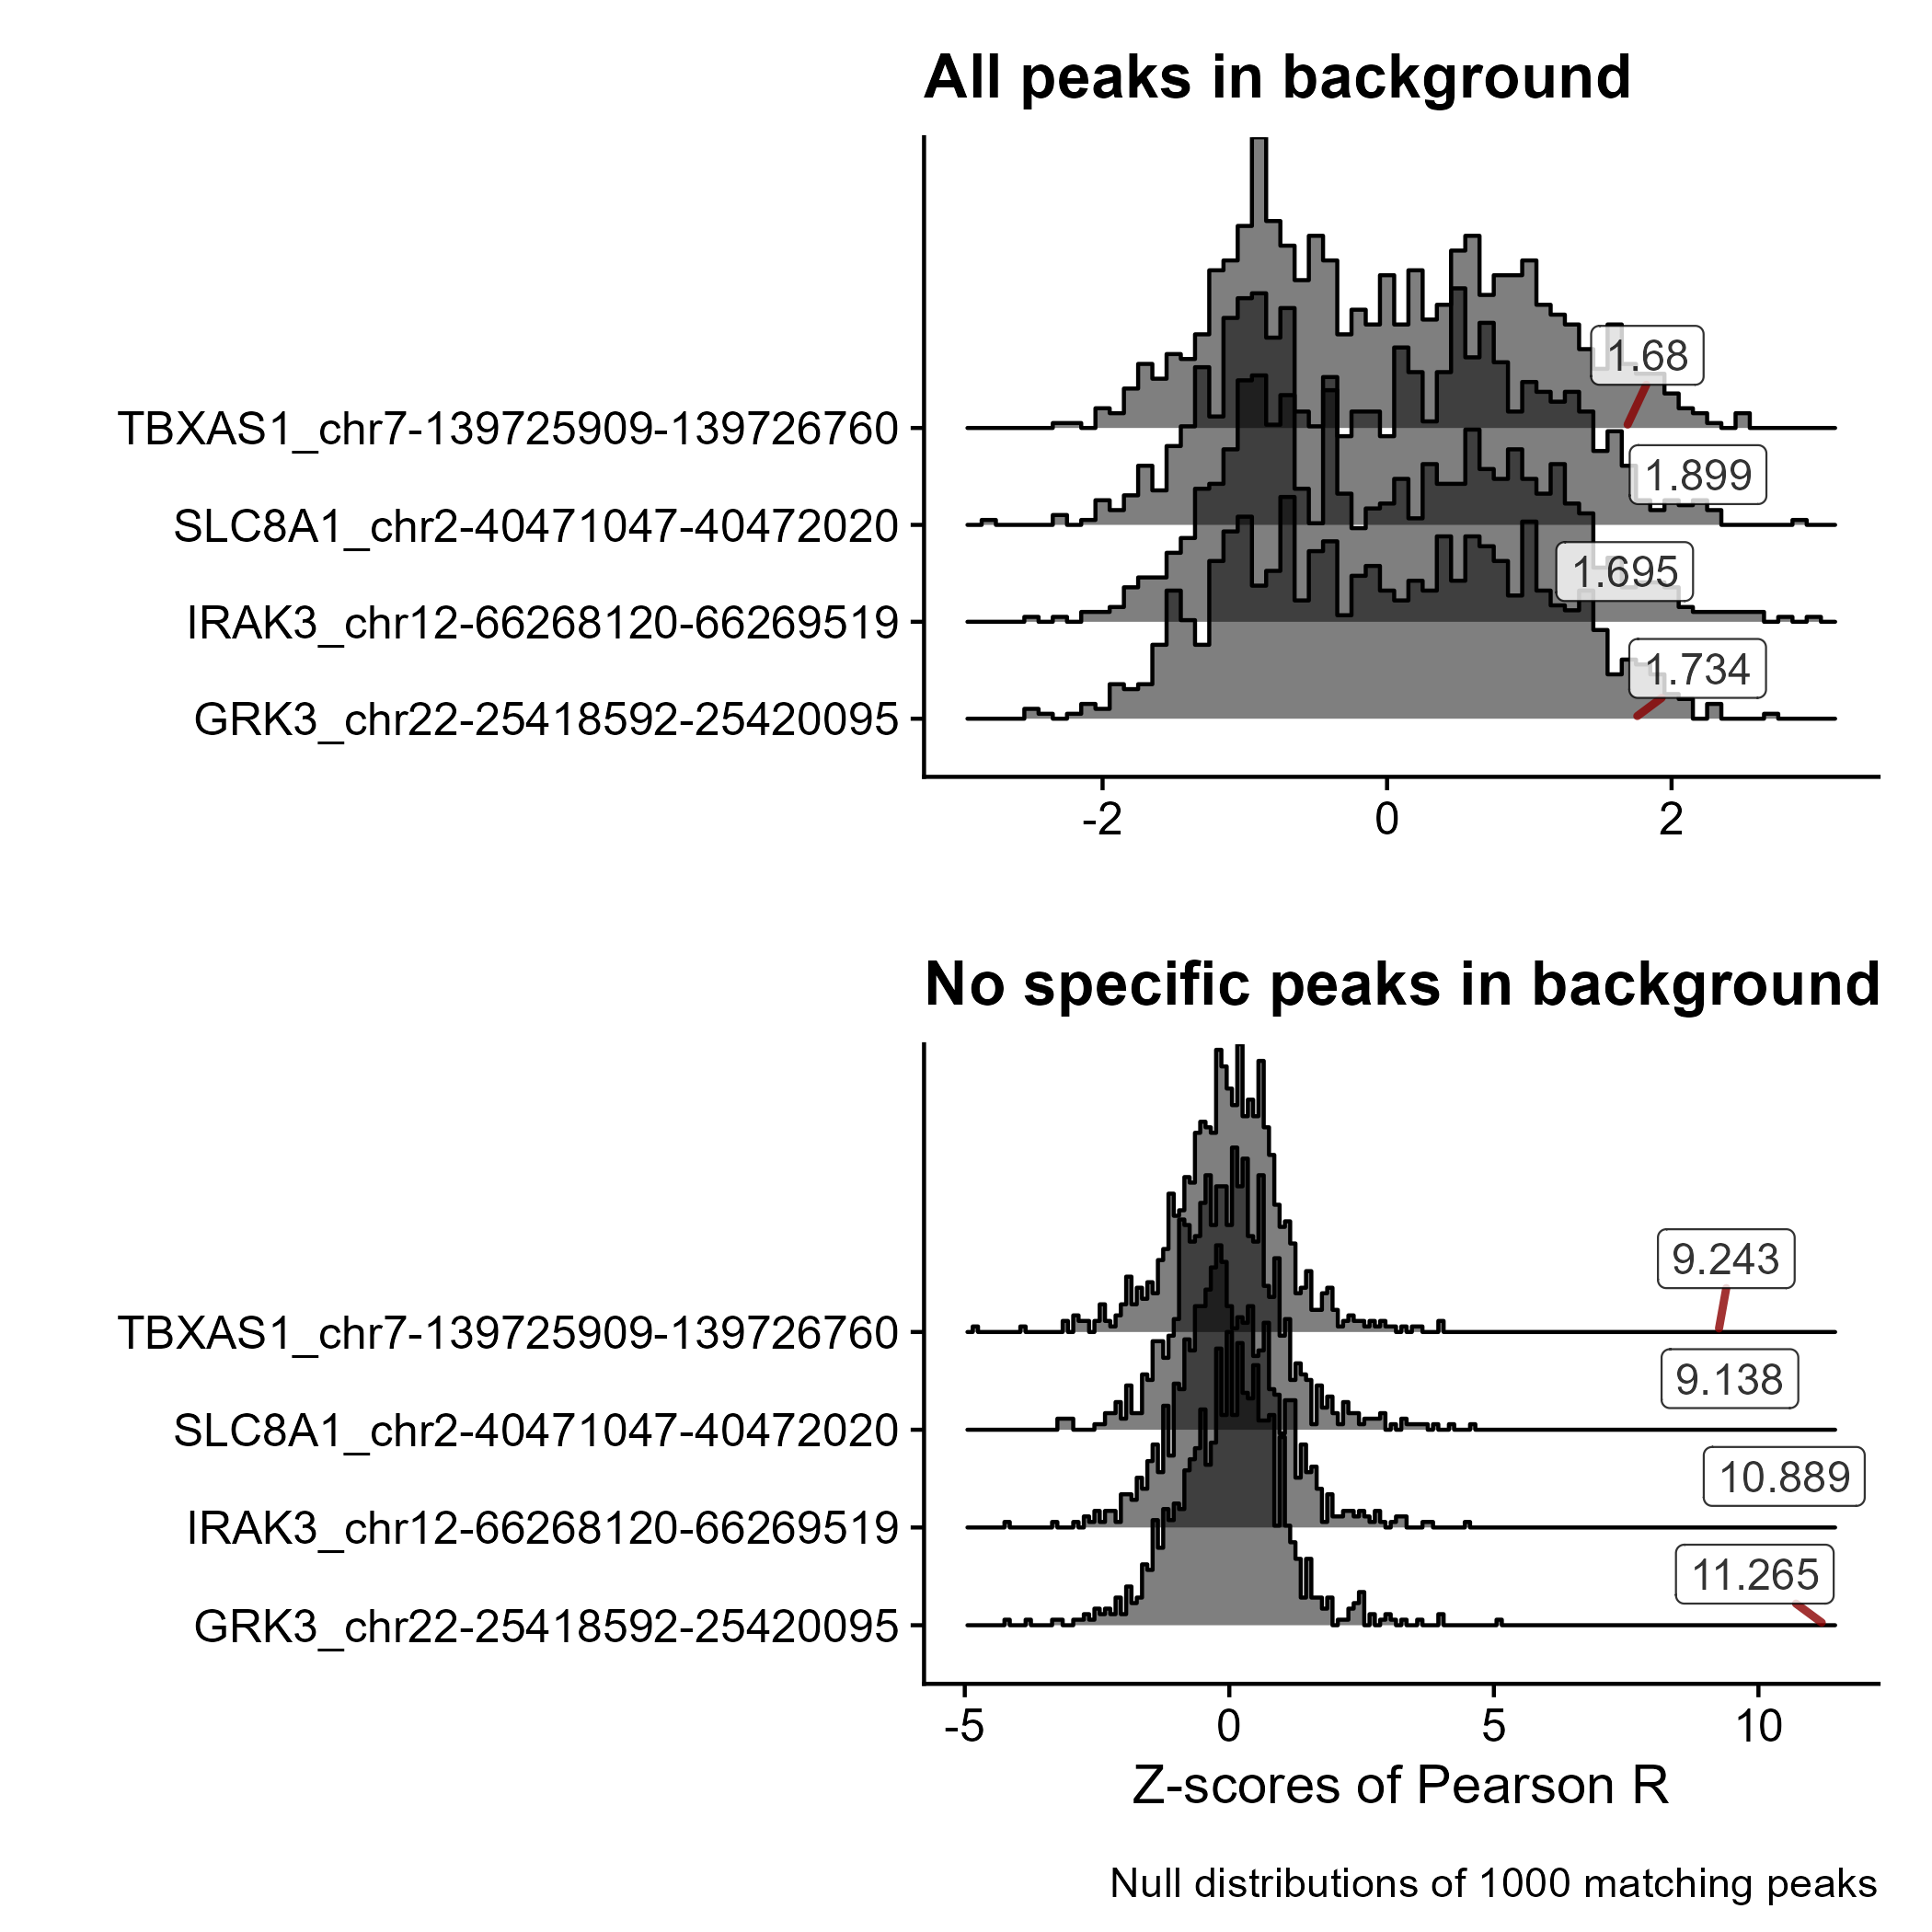 All peaks in background
1.68
TBXAS1_chr7-139725909-139726760
1.899
SLC8A1_chr2-40471047-40472020
1.695
IRAK3_chr12-66268120-66269519
1.734
GRK3_chr22-25418592-25420095
-2 0 2
No specific peaks in background
9.243
TBXAS1_chr7-139725909-139726760
9.138
SLC8A1_chr2-40471047-40472020
10.889
IRAK3_chr12-66268120-66269519
11.265
GRK3_chr22-25418592-25420095
-5 0 5 10
Z-scores of Pearson R
Null distributions of 1000 matching peaks